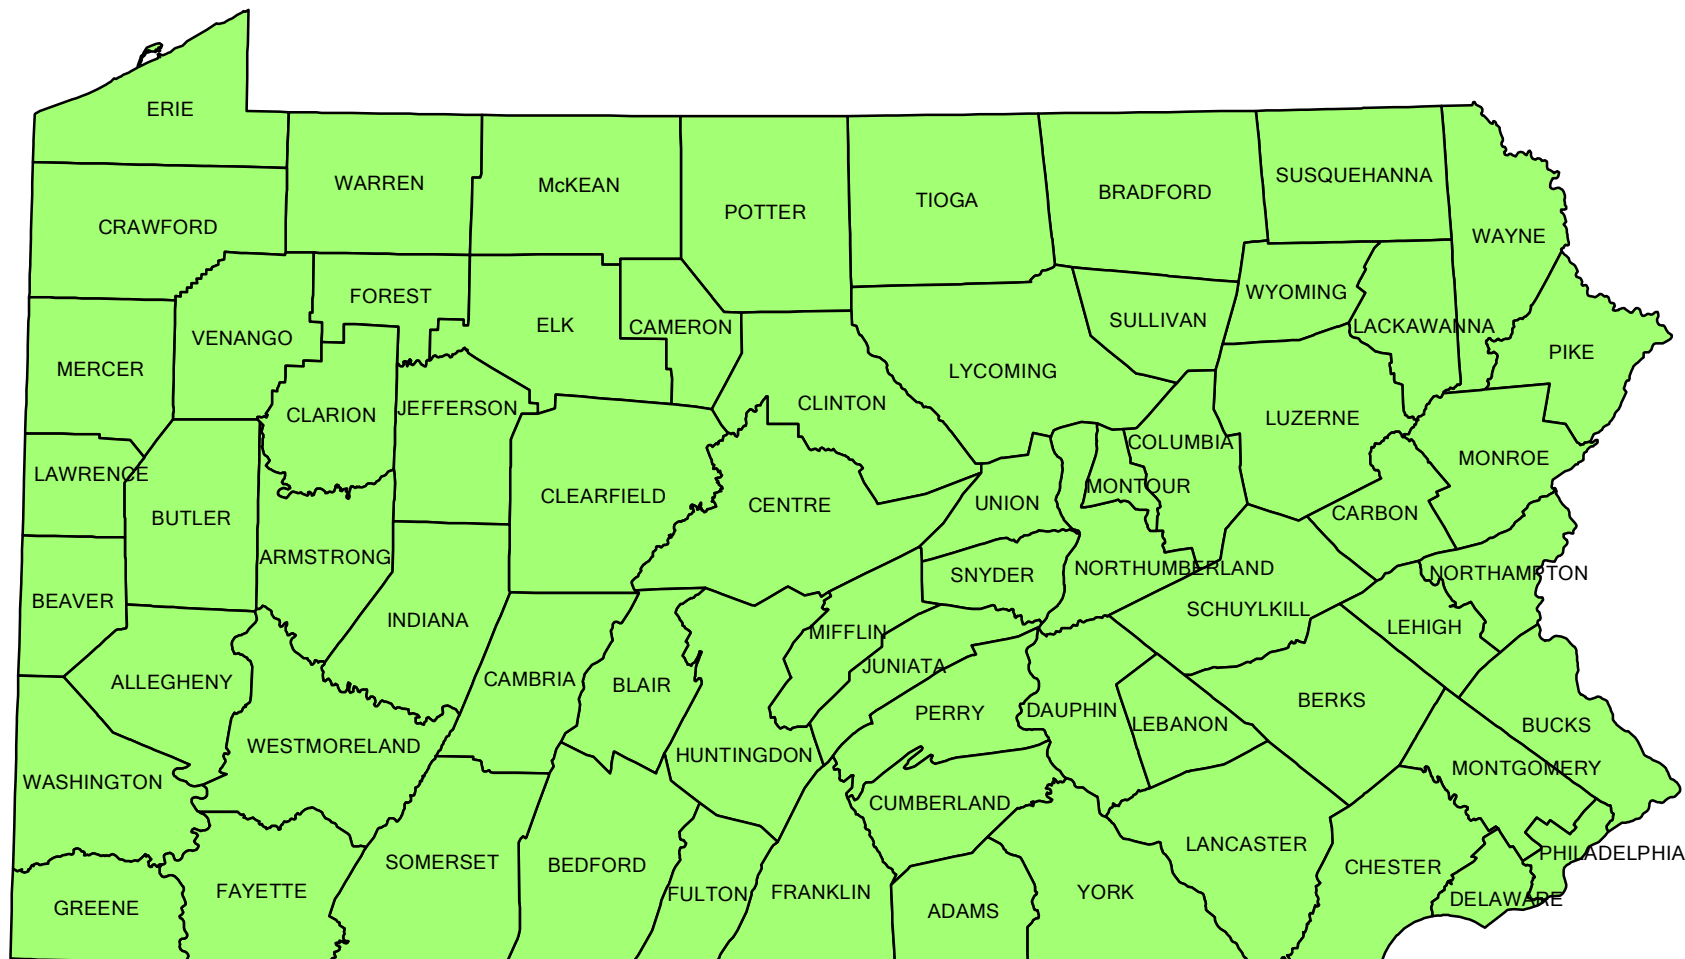 ERIE
WARREN
McKEAN
SUSQUEHANNA
BRADFORD
TIOGA
POTTER
CRAWFORD
WAYNE
FOREST
WYOMING
SULLIVAN
ELK
CAMERON
LACKAWANNA
VENANGO
PIKE
MERCER
LYCOMING
CLINTON
JEFFERSON
CLARION
LUZERNE
COLUMBIA
MONROE
LAWRENCE
MONTOUR
CLEARFIELD
UNION
CENTRE
CARBON
BUTLER
ARMSTRONG
NORTHUMBERLAND
NORTHAMPTON
SNYDER
BEAVER
SCHUYLKILL
INDIANA
LEHIGH
MIFFLIN
JUNIATA
CAMBRIA
ALLEGHENY
BLAIR
BERKS
DAUPHIN
PERRY
LEBANON
BUCKS
WESTMORELAND
HUNTINGDON
MONTGOMERY
WASHINGTON
CUMBERLAND
LANCASTER
PHILADELPHIA
SOMERSET
BEDFORD
CHESTER
FAYETTE
FULTON
FRANKLIN
YORK
DELAWARE
GREENE
ADAMS